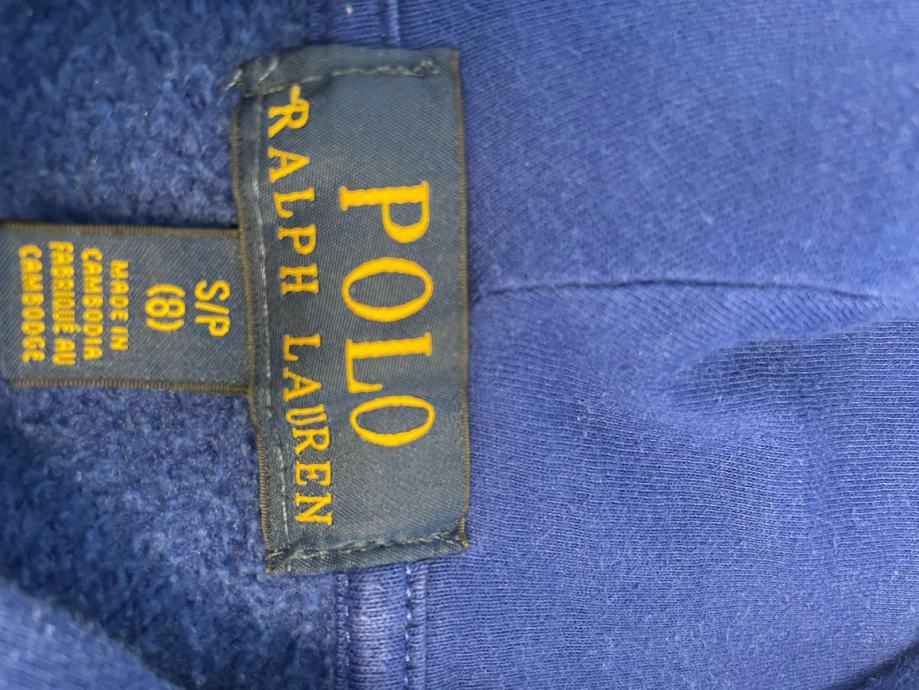 POLO
RALPH LAUREN
S/P
(8)
MADE IN
CAMBODIA
FABRIQUÉ AU
CAMBODGE